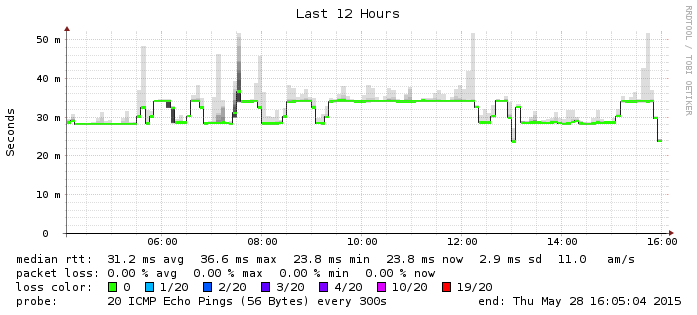 Last 12 Hours
RRDTOOL / TOBI OETIKER
Seconds
50 m
40 m
30 m
20 m
10 m
0
06:00 08:00 10:00 12:00 14:00 16:00
median rtt: 31.2 ms avg 36.6 ms max 23.8 ms min 23.8 ms now 2.9 ms sd 11.0 am/s
packet loss: 0.00 % avg 0.00 % max 0.00 % min 0.00 % now
loss color: 0 1/20 2/20 3/20 4/20 10/20 19/20
probe: 20 ICMP Echo Pings (56 Bytes) every 300s end: Thu May 28 16:05:04 2015